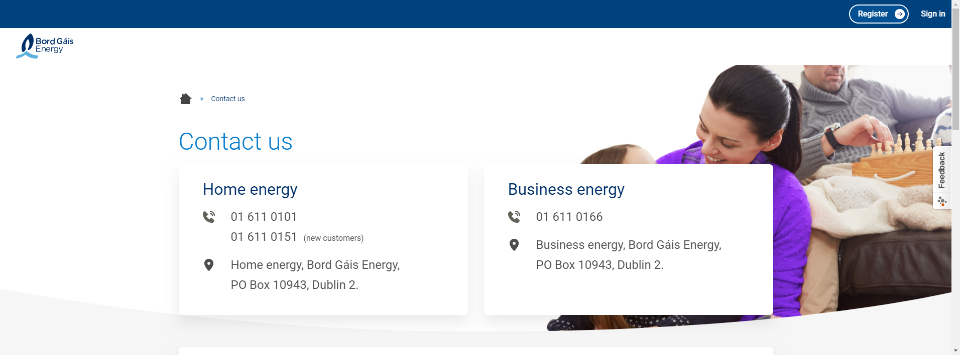 Register
Sign in
Bord Gáis
Energy
Contact us
Contact us
Home energy
01 611 0101
01 611 0151 (new customers)
Home energy, Bord Gáis Energy,
PO Box 10943, Dublin 2.
Business energy
01 611 0166
Business energy, Bord Gáis Energy,
PO Box 10943, Dublin 2.
Feedback